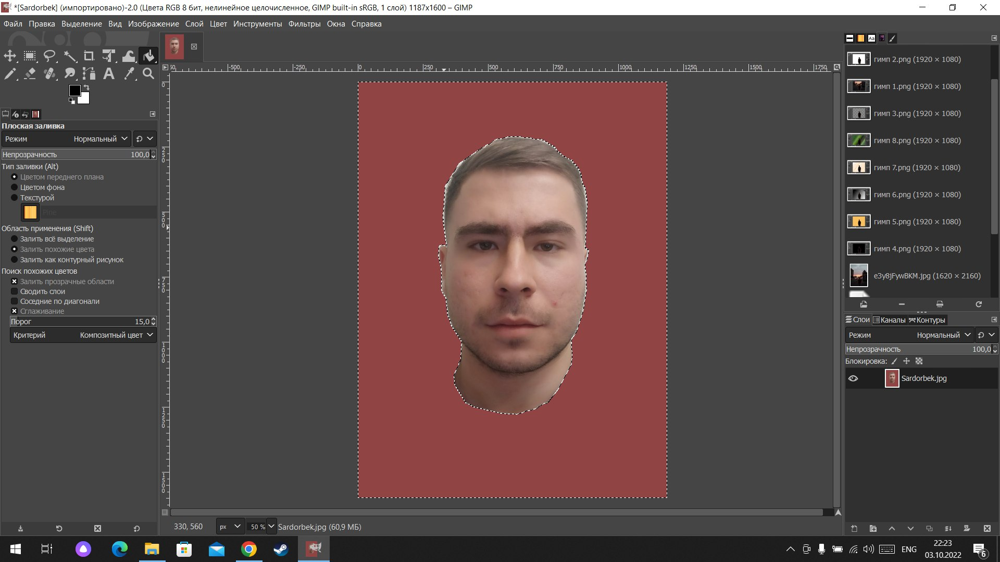 *[Sardorbek] (импортировано)-2.0 (Цвета RGB 8 бит, нелинейное целочисленное, GIMP built-in sRGB, 1 слой) 1187x1600 – GIMP
Файл Правка Выделение Вид Изображение Слой Цвет Инструменты Фильтры Окна Справка
Плоская заливка
Режим Нормальный
Непрозрачность 100,0
Тип заливки (Alt)
Цветом переднего плана
Цветом фона
Текстурой
Pine
Область применения (Shift)
Залить всё выделение
Залить похожие цвета
Залить как контурный рисунок
Поиск похожих цветов
Залить прозрачные области
Сводить слои
Соседние по диагонали
Сглаживание
Порог 15,0
Критерий Композитный цвет
-500 -250 0 250 500 750 1000 1250 1500 1750
0
250
500
750
1000
1250
1500
330, 560 px 50 % Sardorbek.jpg (60,9 МБ)
Aa
гимп 2.png (1920 × 1080)
гимп 1.png (1920 × 1080)
гимп 3.png (1920 × 1080)
гимп 8.png (1920 × 1080)
гимп 7.png (1920 × 1080)
гимп 6.png (1920 × 1080)
гимп 5.png (1920 × 1080)
гимп 4.png (1920 × 1080)
e3y8jFywBKM.jpg (1620 × 2160)
Слои Каналы Контуры
Режим Нормальный
Непрозрачность 100,0
Блокировка:
Sardorbek.jpg
ENG
22:23
03.10.2022
6